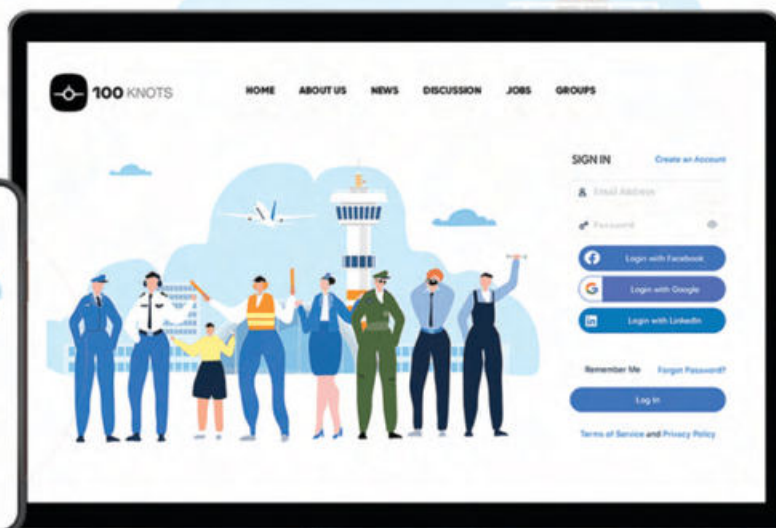 100 KNOTS
HOME ABOUT US NEWS DISCUSSION JOBS GROUPS
SIGN IN Create an Account
Email Address
Password
Login with Facebook
G Login with Google
in Login with LinkedIn
Remember Me Forgot Password?
Log In
Terms of Service and Privacy Policy